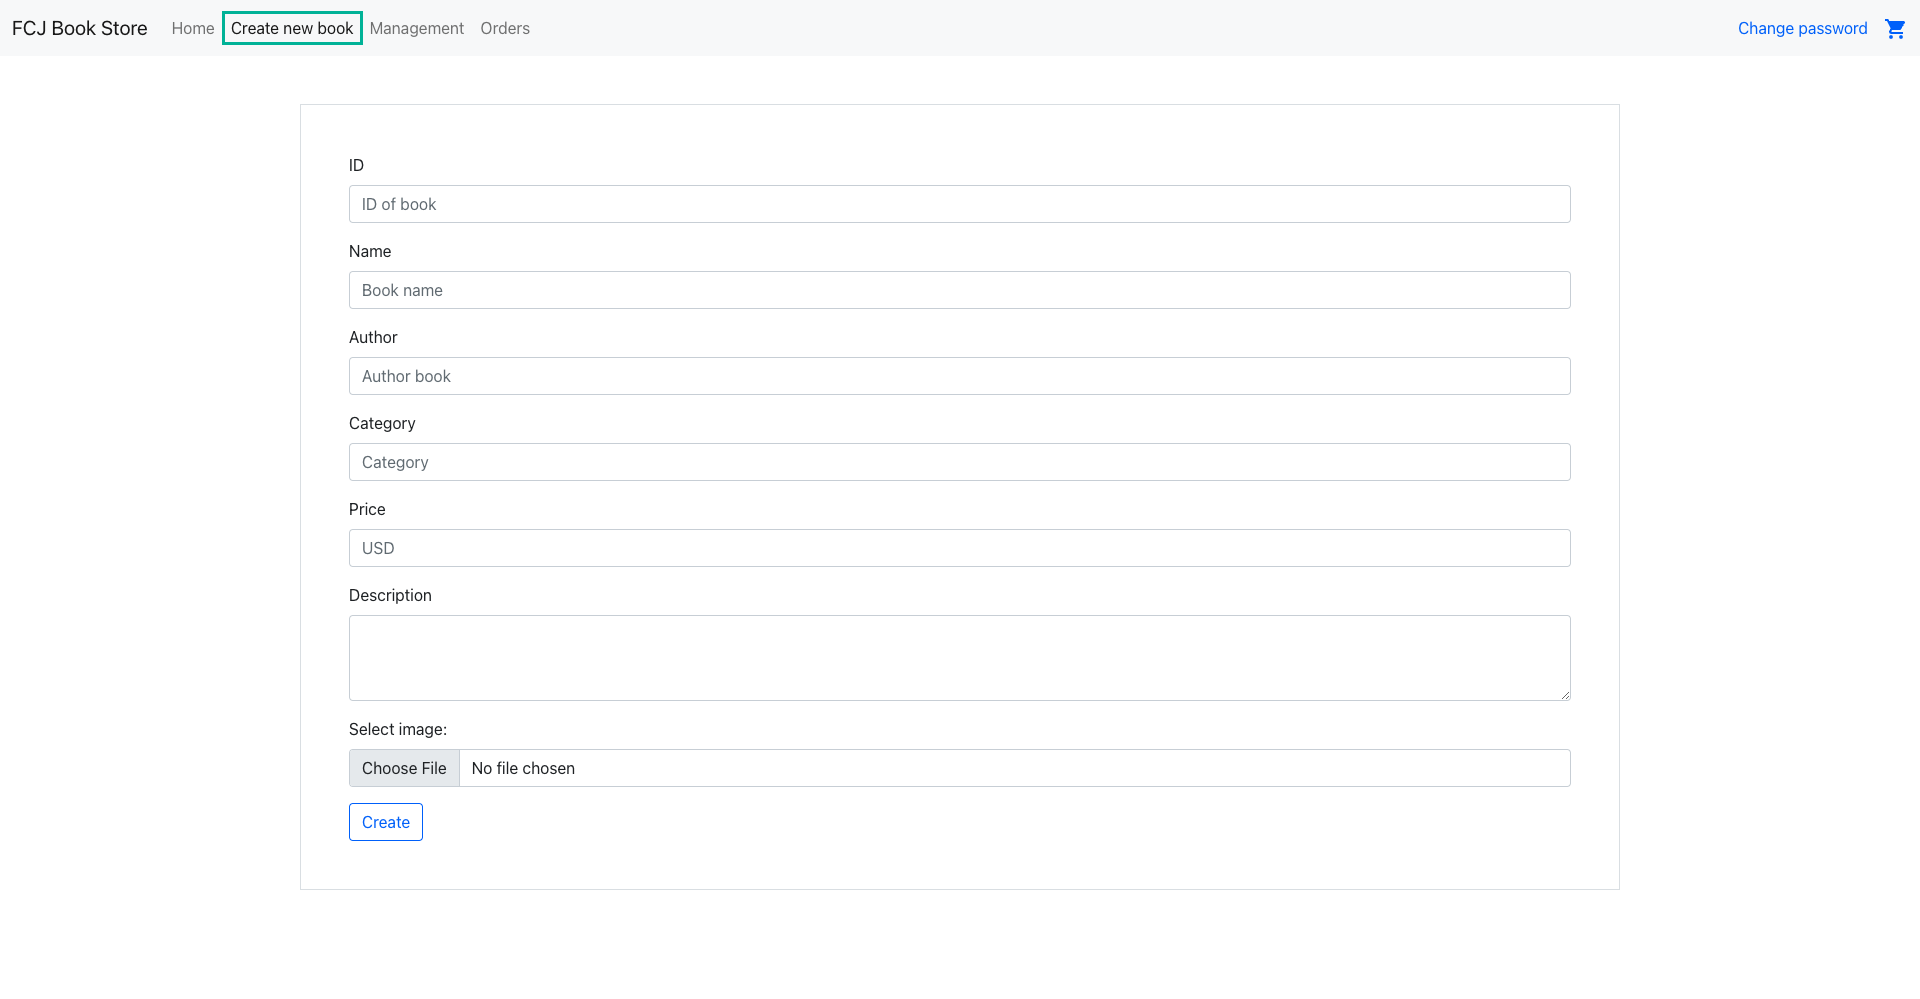 FCJ Book Store Home Create new book Management Orders Change password
ID
ID of book
Name
Book name
Author
Author book
Category
Category
Price
USD
Description
Select image:
Choose File No file chosen
Create